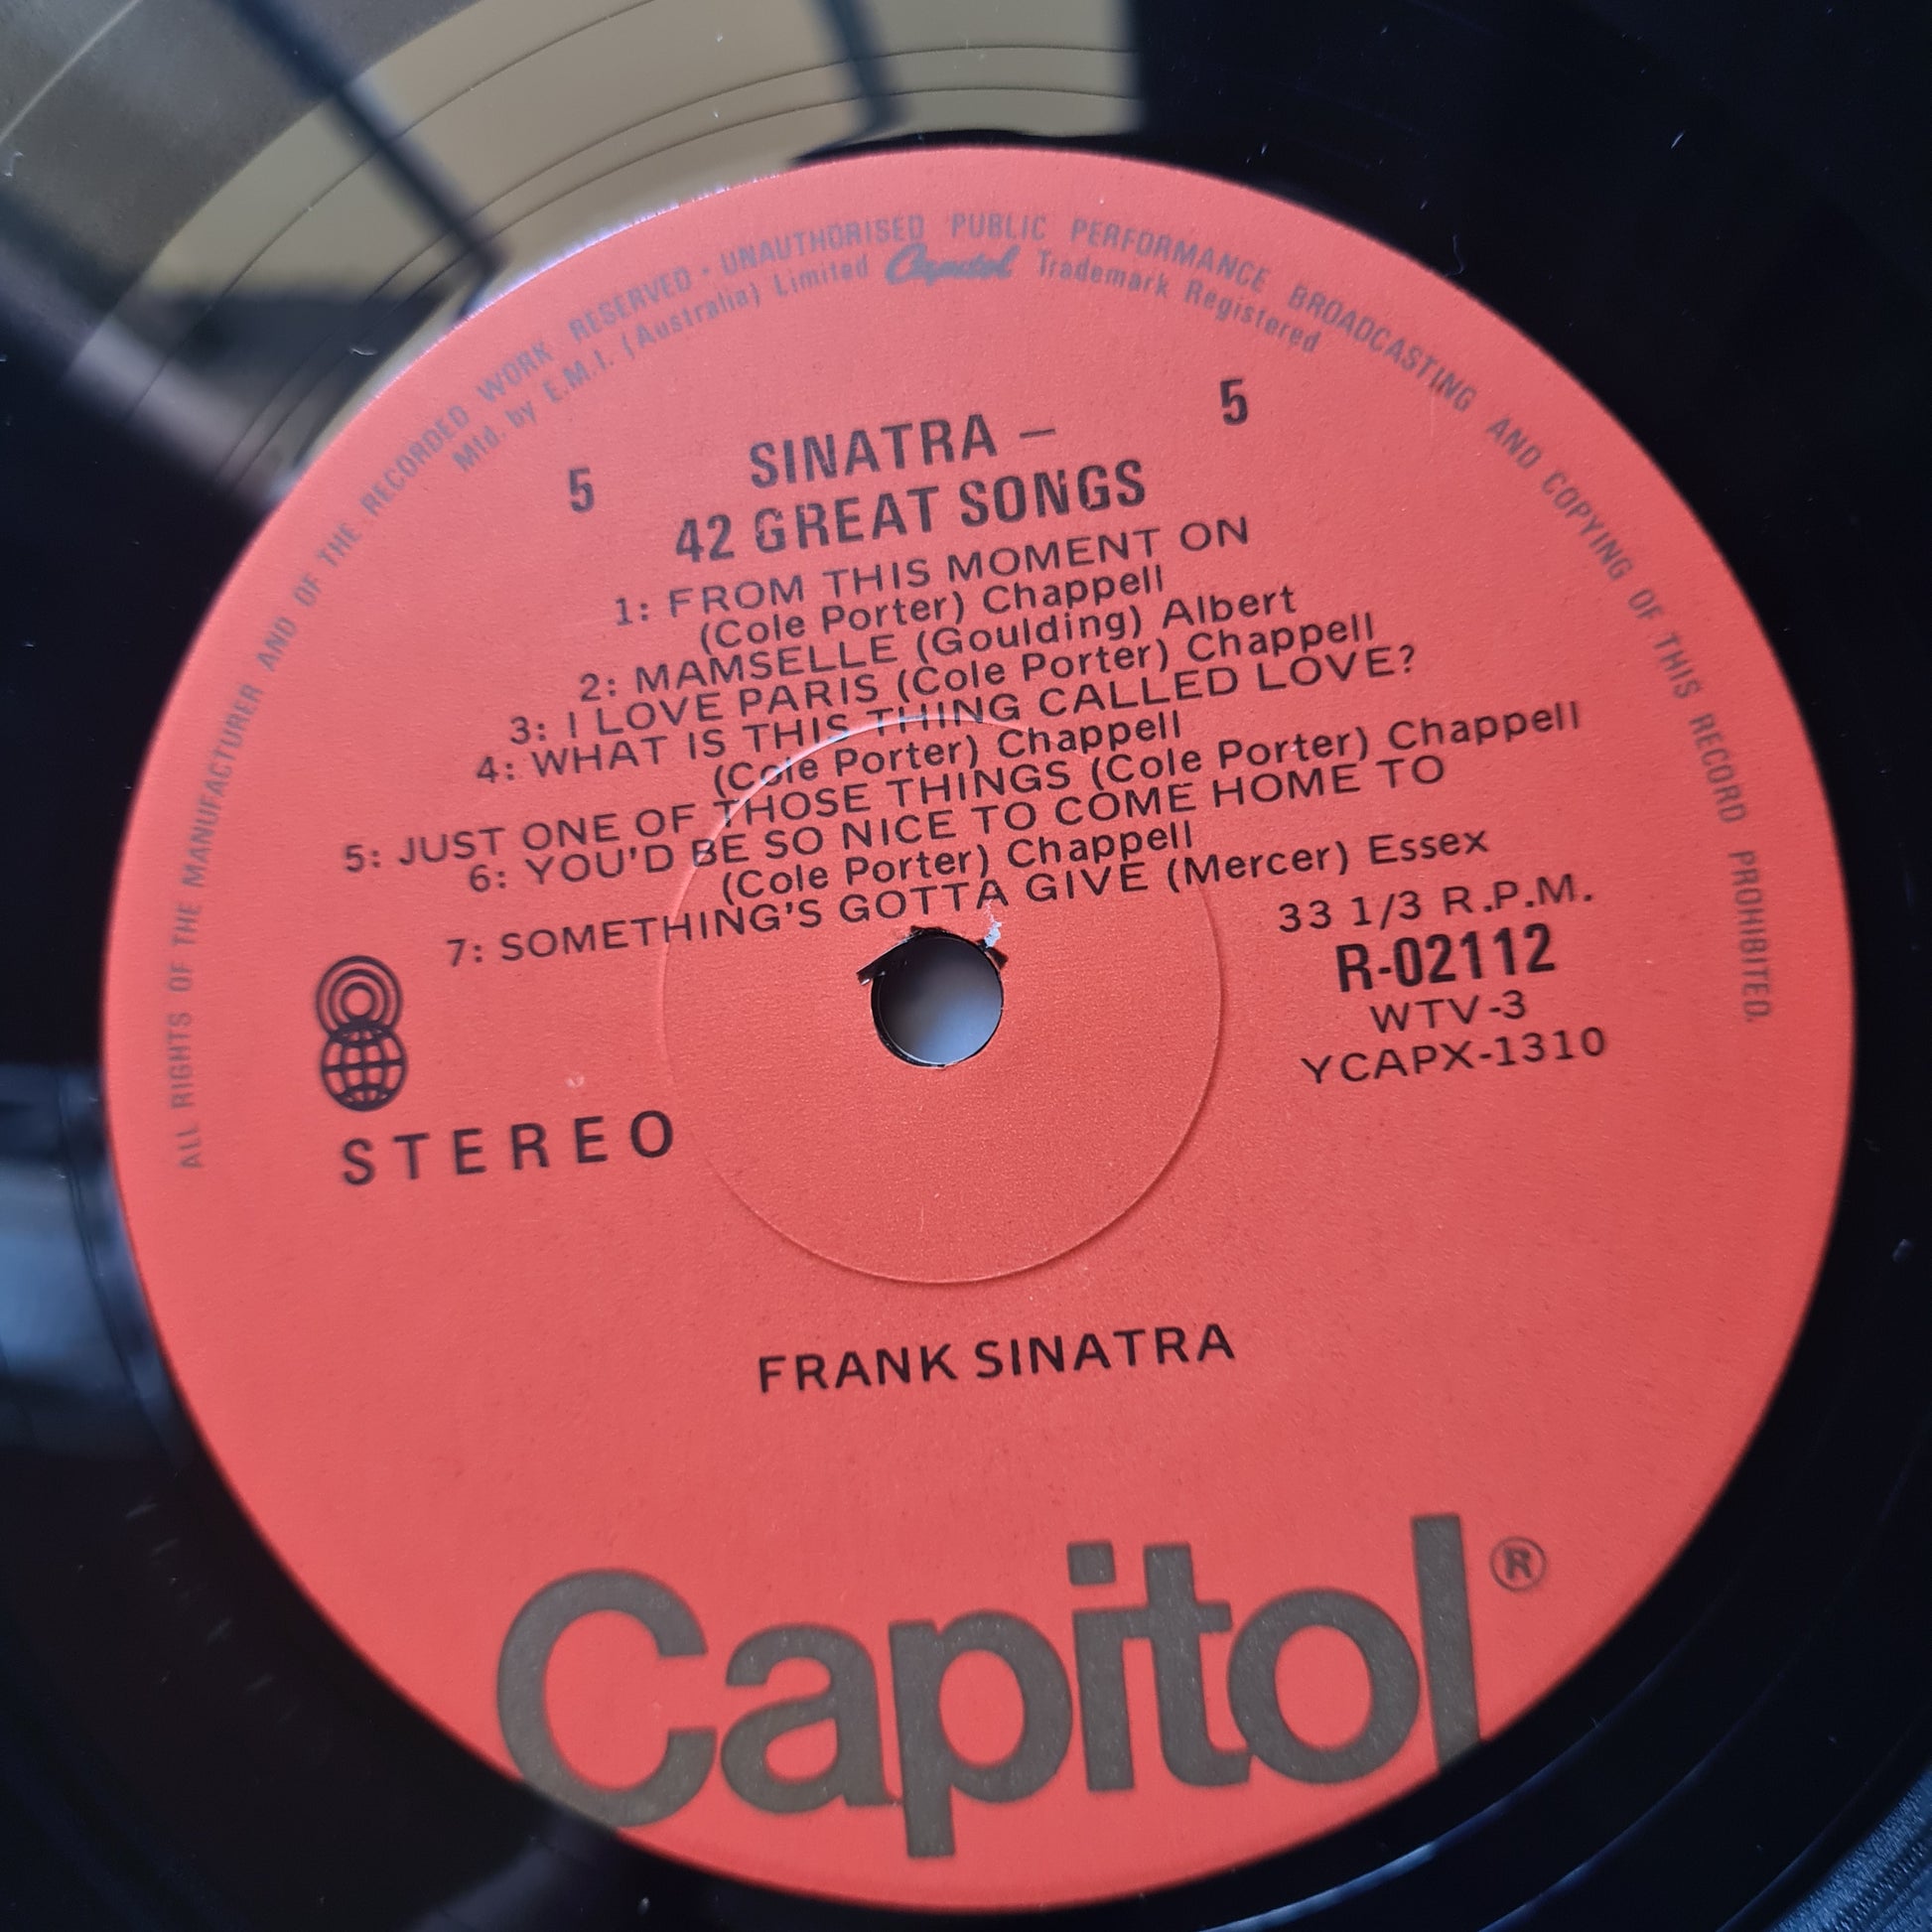 ALL RIGHTS OF THE MANUFACTURER AND OF THE RECORDED WORK RESERVED · UNAUTHORISED PUBLIC PERFORMANCE BROADCASTING AND COPYING OF THIS RECORD PROHIBITED.
Mfd. by E.M.I. (Australia) Limited Capitol Trademark Registered
5
5
SINATRA –
42 GREAT SONGS
1: FROM THIS MOMENT ON
(Cole Porter) Chappell
2: MAMSELLE (Goulding) Albert
3: I LOVE PARIS (Cole Porter) Chappell
4: WHAT IS THIS THING CALLED LOVE?
(Cole Porter) Chappell
5: JUST ONE OF THOSE THINGS (Cole Porter) Chappell
6: YOU'D BE SO NICE TO COME HOME TO
(Cole Porter) Chappell
7: SOMETHING'S GOTTA GIVE (Mercer) Essex
33 1/3 R.P.M.
R-02112
WTV-3
YCAPX-1310
STEREO
FRANK SINATRA
Capitol®